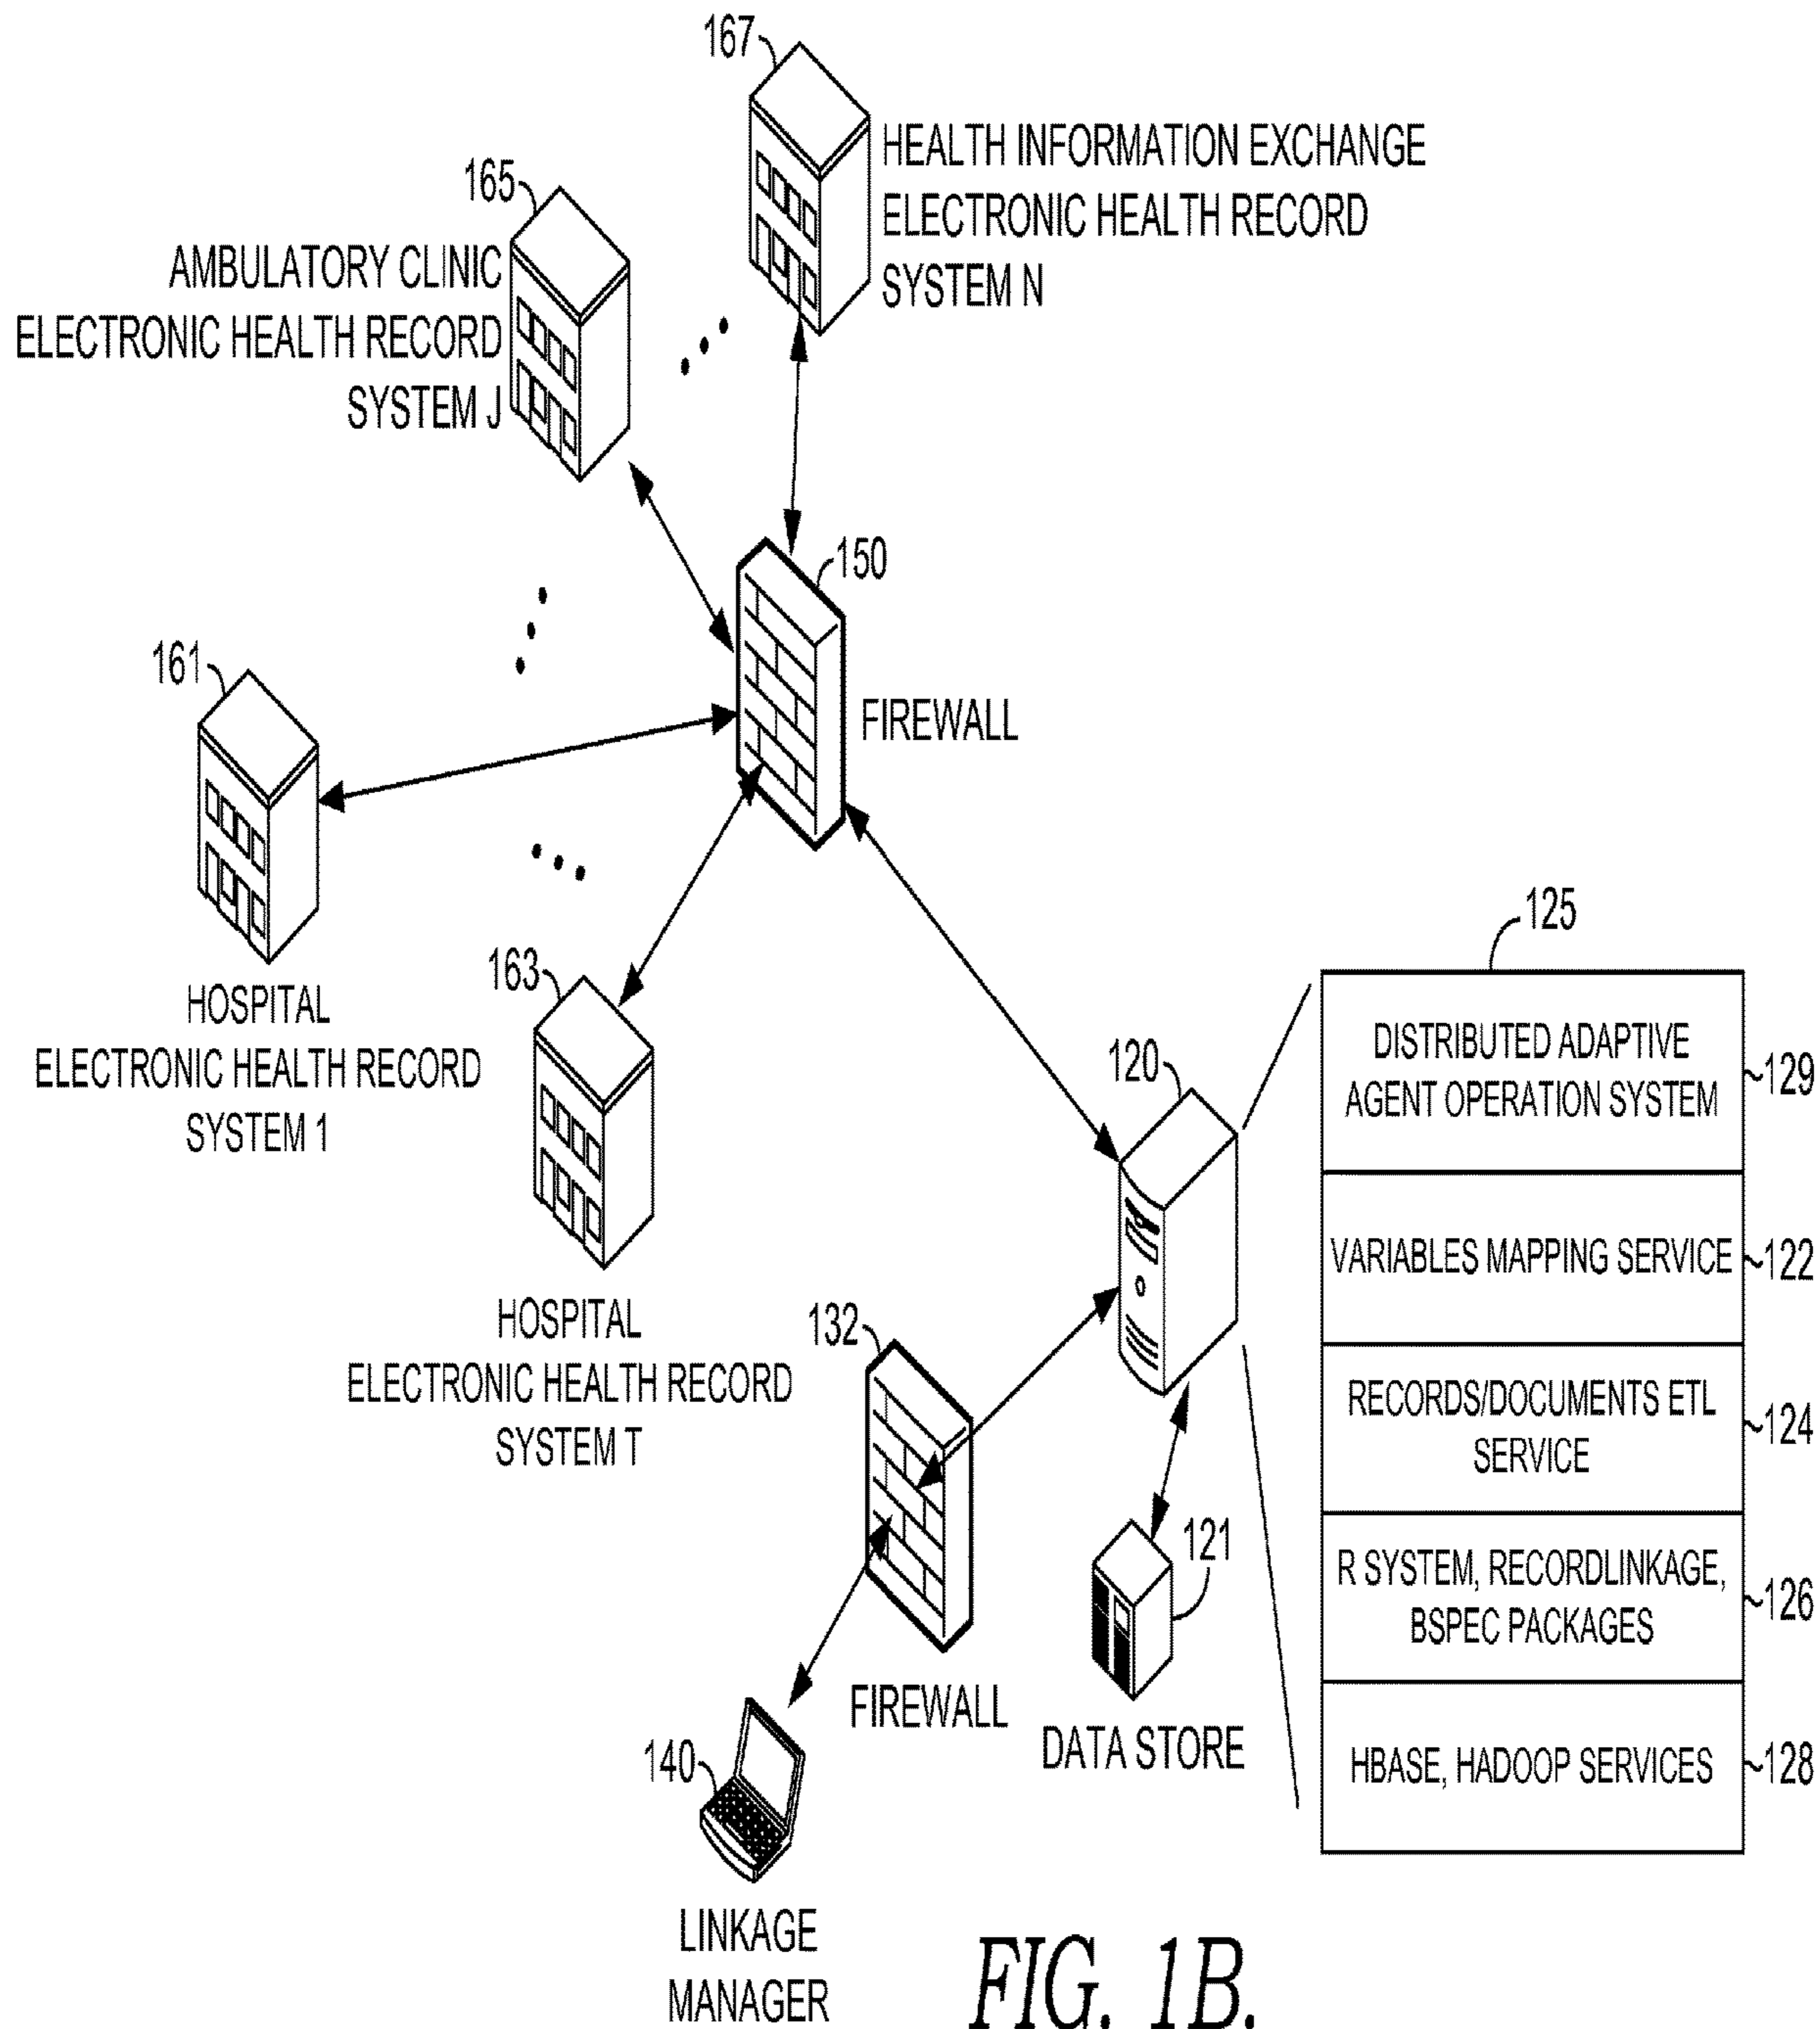 167
HEALTH INFORMATION EXCHANGE
ELECTRONIC HEALTH RECORD
SYSTEM N
165
AMBULATORY CLINIC
ELECTRONIC HEALTH RECORD
SYSTEM J
150
FIREWALL
161
HOSPITAL
ELECTRONIC HEALTH RECORD
SYSTEM 1
163
HOSPITAL
ELECTRONIC HEALTH RECORD
SYSTEM T
120
125
DISTRIBUTED ADAPTIVE
AGENT OPERATION SYSTEM
129
VARIABLES MAPPING SERVICE
122
RECORDS/DOCUMENTS ETL
SERVICE
124
R SYSTEM, RECORDLINKAGE,
BSPEC PACKAGES
126
HBASE, HADOOP SERVICES
128
132
FIREWALL
121
DATA STORE
140
LINKAGE
MANAGER
FIG. 1B.